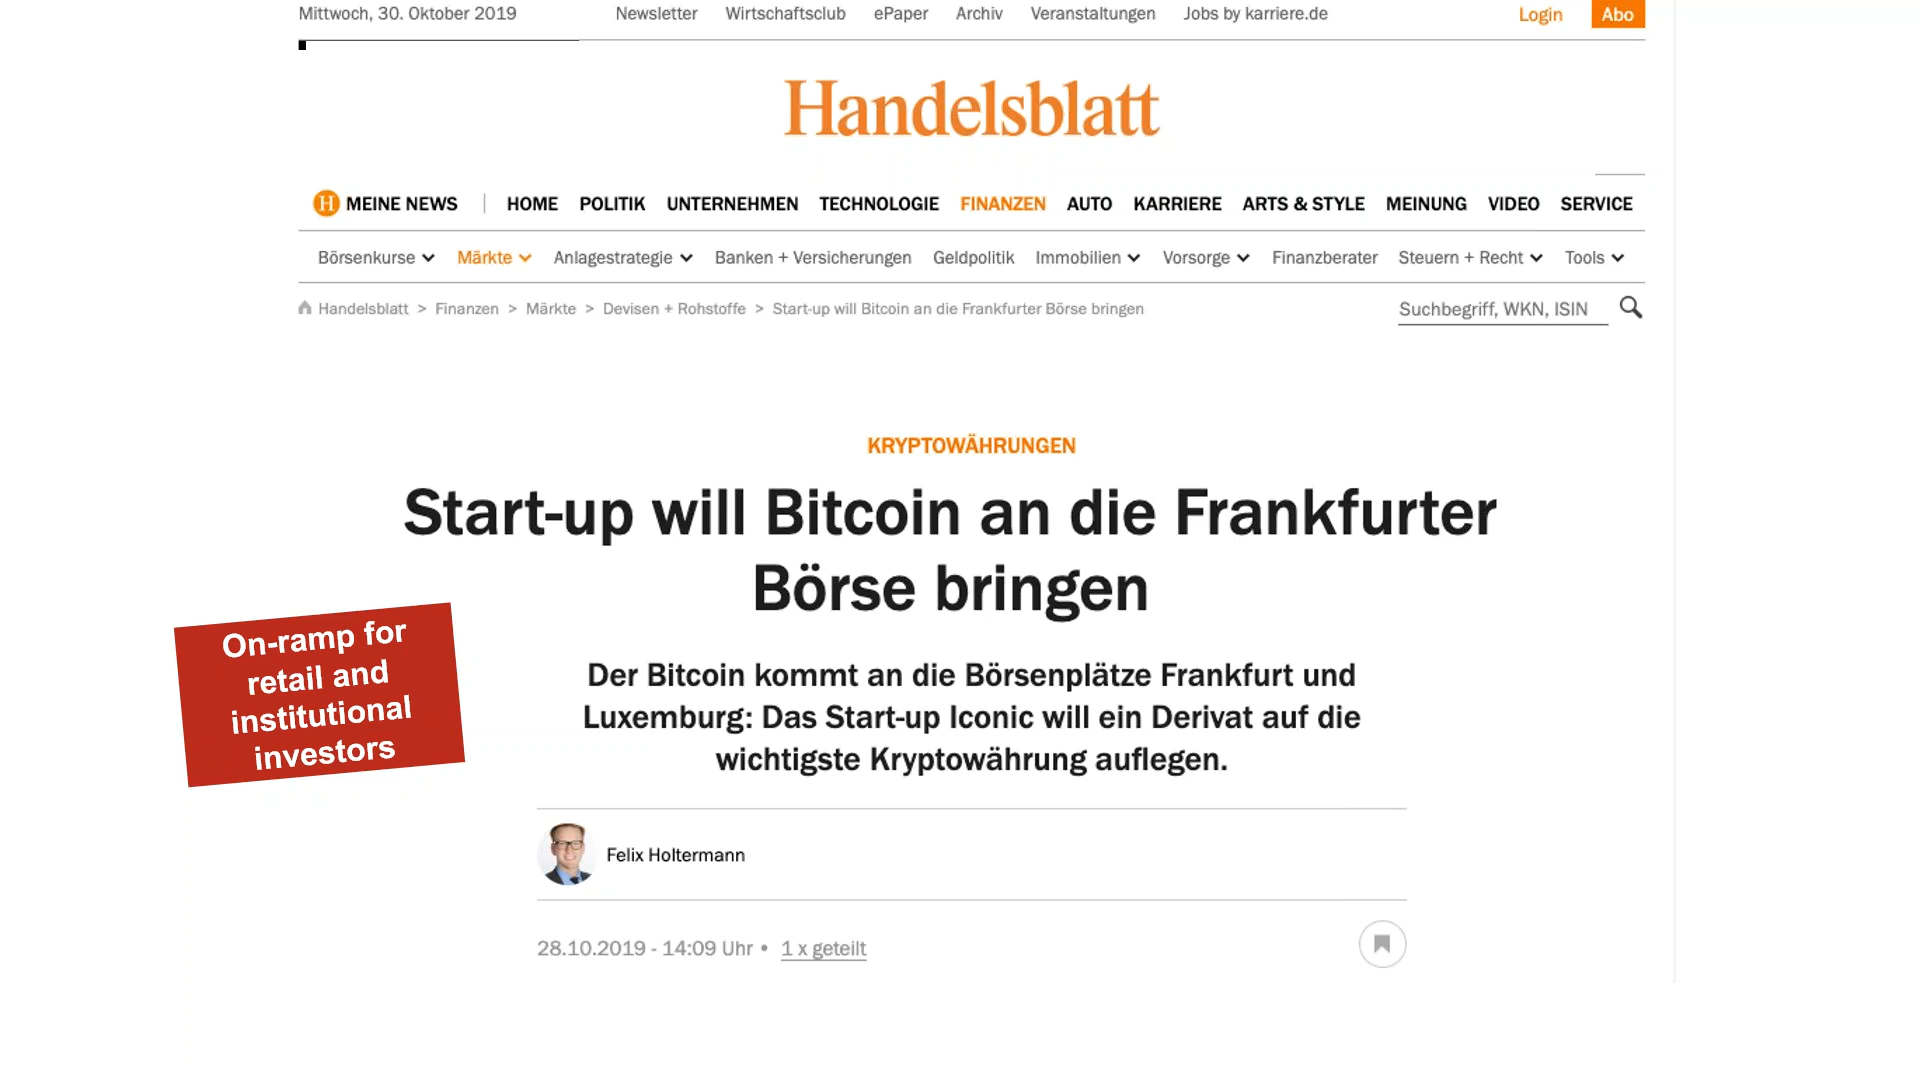 Mittwoch, 30. Oktober 2019 Newsletter Wirtschaftsclub ePaper Archiv Veranstaltungen Jobs by karriere.de Login Abo
Handelsblatt
H MEINE NEWS | HOME POLITIK UNTERNEHMEN TECHNOLOGIE FINANZEN AUTO KARRIERE ARTS & STYLE MEINUNG VIDEO SERVICE
Börsenkurse Märkte Anlagestrategie Banken + Versicherungen Geldpolitik Immobilien Vorsorge Finanzberater Steuern + Recht Tools
Handelsblatt > Finanzen > Märkte > Devisen + Rohstoffe > Start-up will Bitcoin an die Frankfurter Börse bringen Suchbegriff, WKN, ISIN
KRYPTOWÄHRUNGEN
Start-up will Bitcoin an die Frankfurter
Börse bringen
On-ramp for
retail and
institutional
investors
Der Bitcoin kommt an die Börsenplätze Frankfurt und
Luxemburg: Das Start-up Iconic will ein Derivat auf die
wichtigste Kryptowährung auflegen.
Felix Holtermann
28.10.2019 - 14:09 Uhr • 1 x geteilt